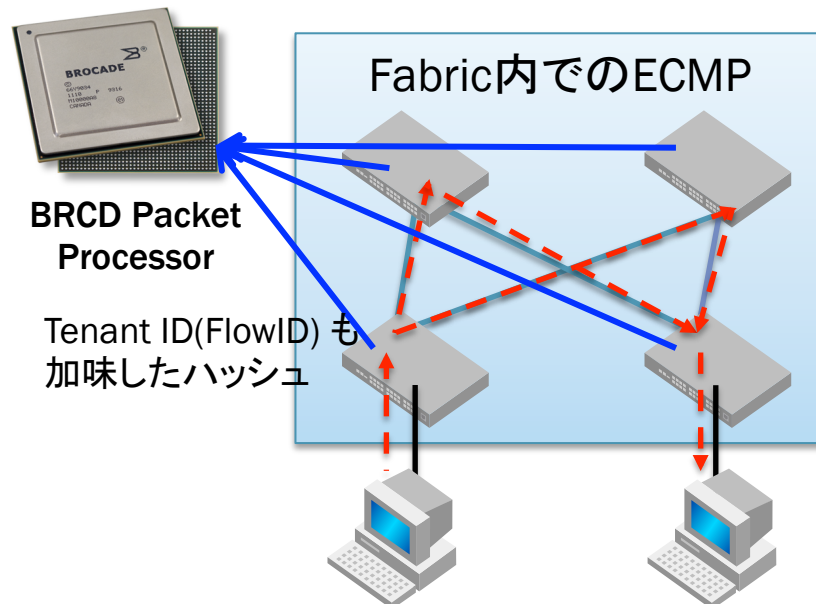 BROCADE
Fabric内でのECMP
BRCD Packet
Processor
Tenant ID(FlowID) も
加味したハッシュ